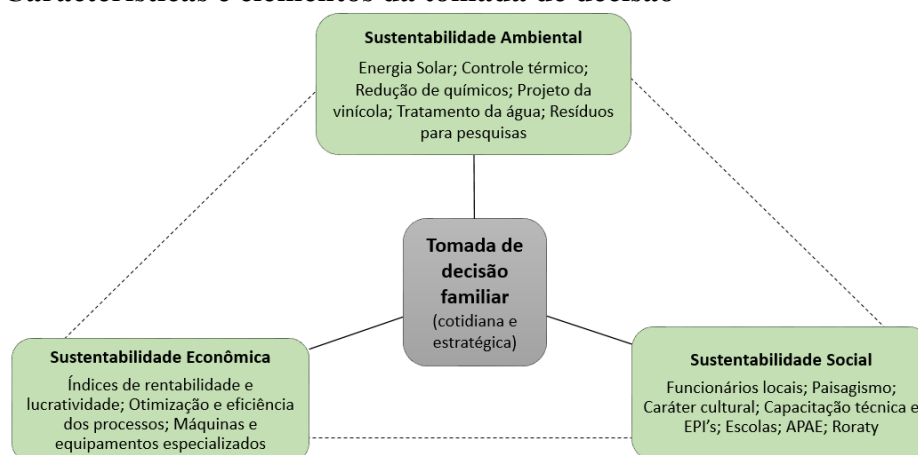 Características e elementos da tomada de decisão
Sustentabilidade Ambiental
Energia Solar; Controle térmico;
Redução de químicos; Projeto da
vinícola; Tratamento da água; Resíduos
para pesquisas
Tomada de
decisão
familiar
(cotidiana e
estratégica)
Sustentabilidade Econômica
Índices de rentabilidade e
lucratividade; Otimização e eficiência
dos processos; Máquinas e
equipamentos especializados
Sustentabilidade Social
Funcionários locais; Paisagismo;
Caráter cultural; Capacitação técnica e
EPI's; Escolas; APAE; Roraty